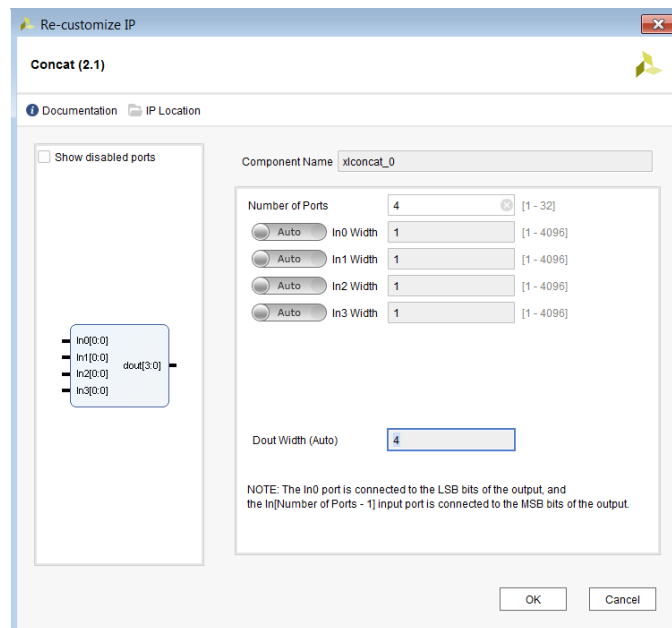 Re-customize IP
Concat (2.1)
Documentation IP Location
Show disabled ports
In0[0:0]
In1[0:0]
In2[0:0]
In3[0:0]
dout[3:0]
Component Name xlconcat_0
Number of Ports 4 [1 - 32]
Auto In0 Width 1 [1 - 4096]
Auto In1 Width 1 [1 - 4096]
Auto In2 Width 1 [1 - 4096]
Auto In3 Width 1 [1 - 4096]
Dout Width (Auto) 4
NOTE: The In0 port is connected to the LSB bits of the output, and
the In[Number of Ports - 1] input port is connected to the MSB bits of the output.
OK Cancel